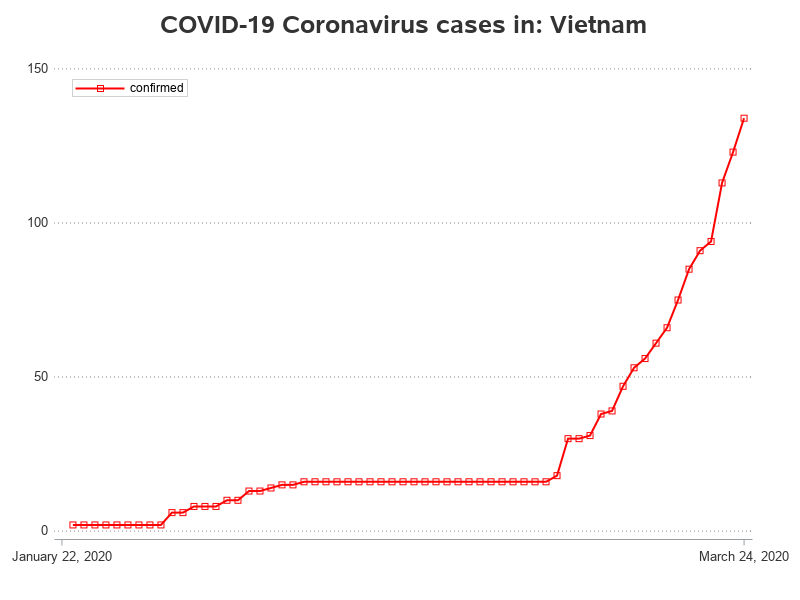 COVID-19 Coronavirus cases in: Vietnam
150
confirmed
100
50
0
January 22, 2020
March 24, 2020